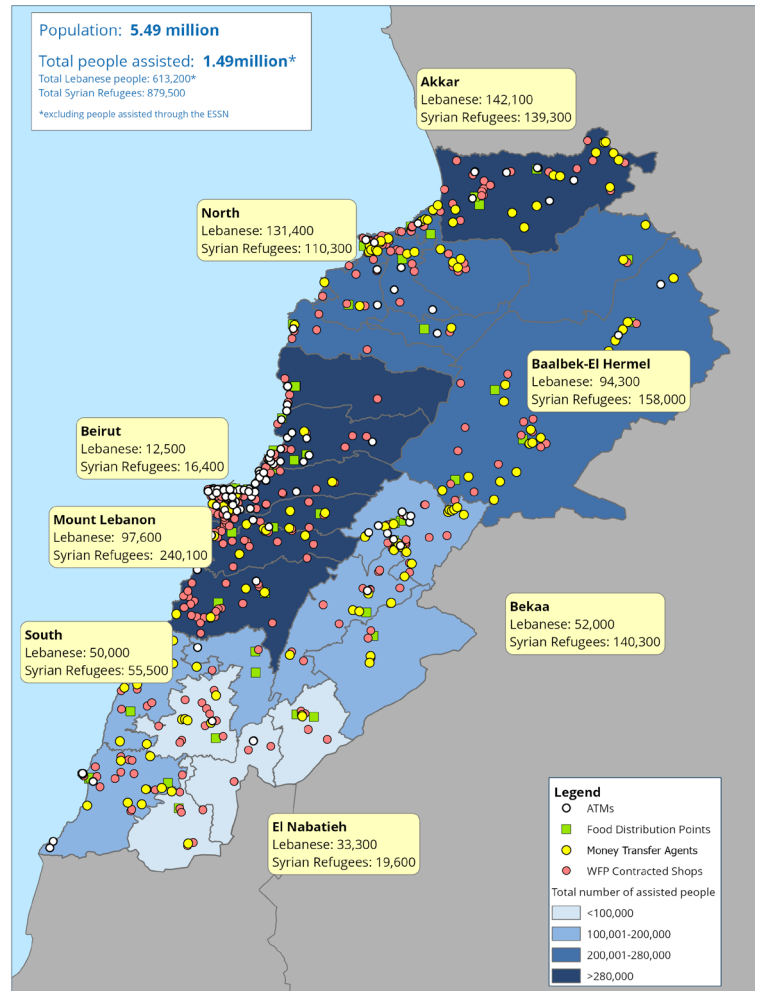 Population: 5.49 million
Total people assisted: 1.49million*
Total Lebanese people: 613,200*
Total Syrian Refugees: 879,500
*excluding people assisted through the ESSN
Akkar
Lebanese: 142,100
Syrian Refugees: 139,300
North
Lebanese: 131,400
Syrian Refugees: 110,300
Baalbek-El Hermel
Lebanese: 94,300
Syrian Refugees: 158,000
Beirut
Lebanese: 12,500
Syrian Refugees: 16,400
Mount Lebanon
Lebanese: 97,600
Syrian Refugees: 240,100
Bekaa
Lebanese: 52,000
Syrian Refugees: 140,300
South
Lebanese: 50,000
Syrian Refugees: 55,500
El Nabatieh
Lebanese: 33,300
Syrian Refugees: 19,600
Legend
ATMs
Food Distribution Points
Money Transfer Agents
WFP Contracted Shops
Total number of assisted people
<100,000
100,001-200,000
200,001-280,000
>280,000